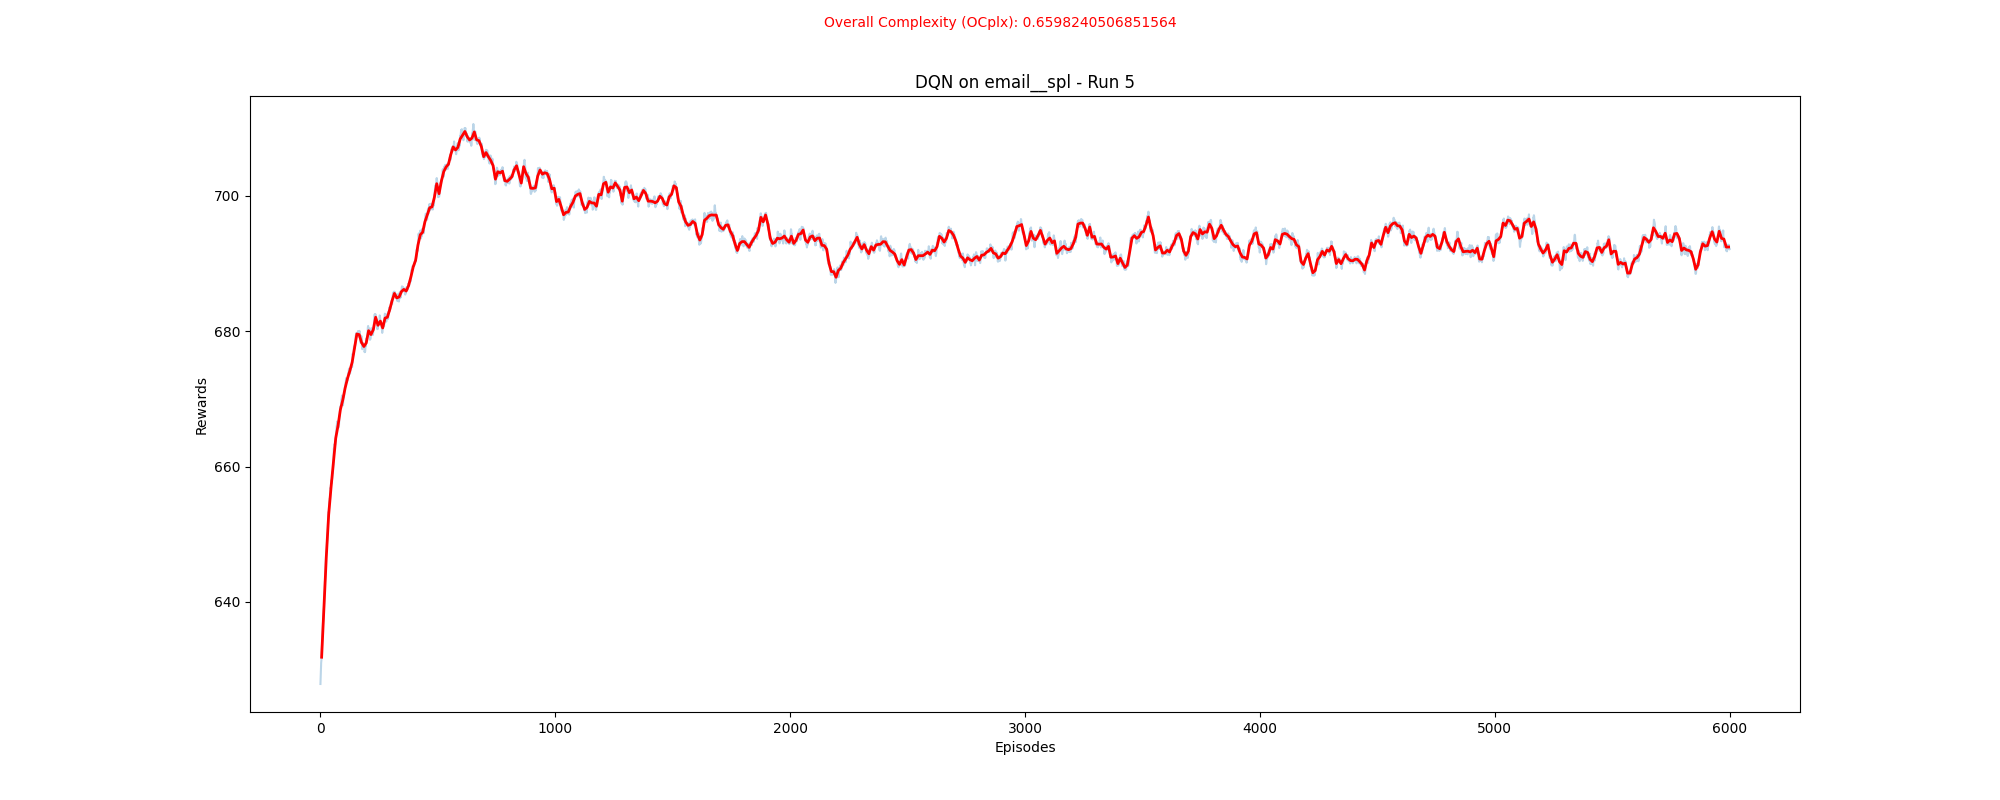 Overall Complexity (OCplx): 0.6598240506851564
DQN on email__spl - Run 5
Rewards
700
680
660
640
0 1000 2000 3000 4000 5000 6000
Episodes